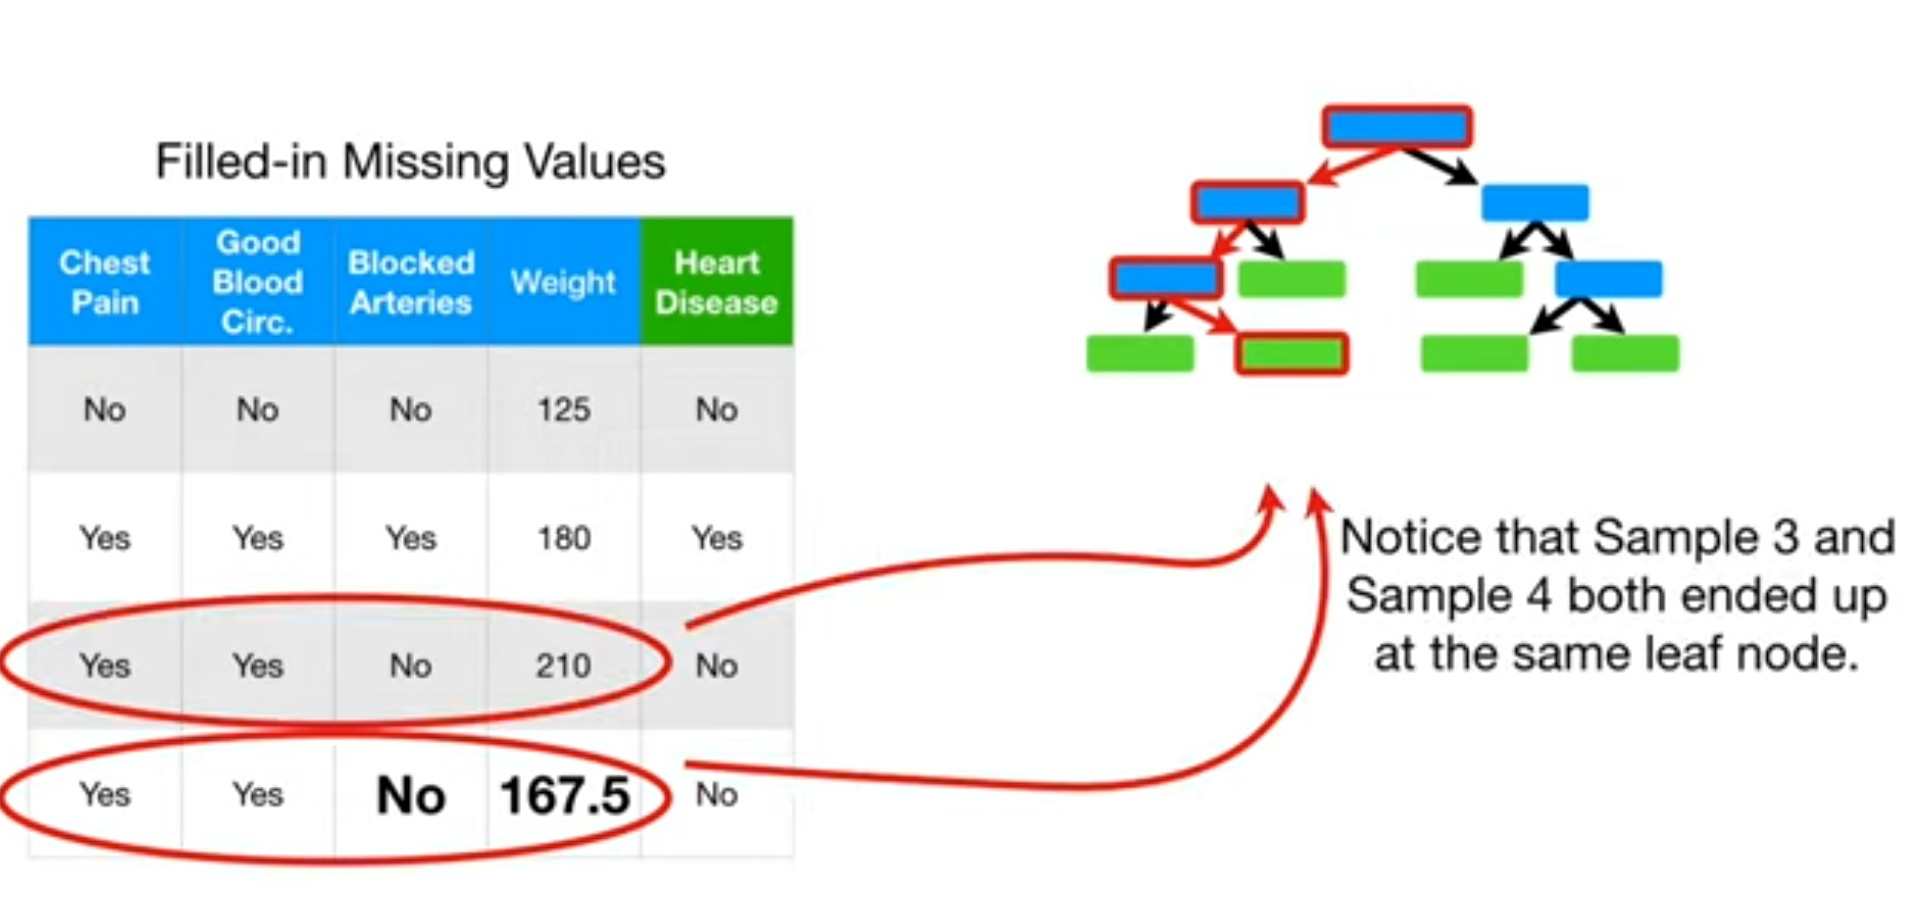 Filled-in Missing Values
Chest Pain | Good Blood Circ. | Blocked Arteries | Weight | Heart Disease
No | No | No | 125 | No
Yes | Yes | Yes | 180 | Yes
Yes | Yes | No | 210 | No
Yes | Yes | No | 167.5 | No
Notice that Sample 3 and
Sample 4 both ended up
at the same leaf node.